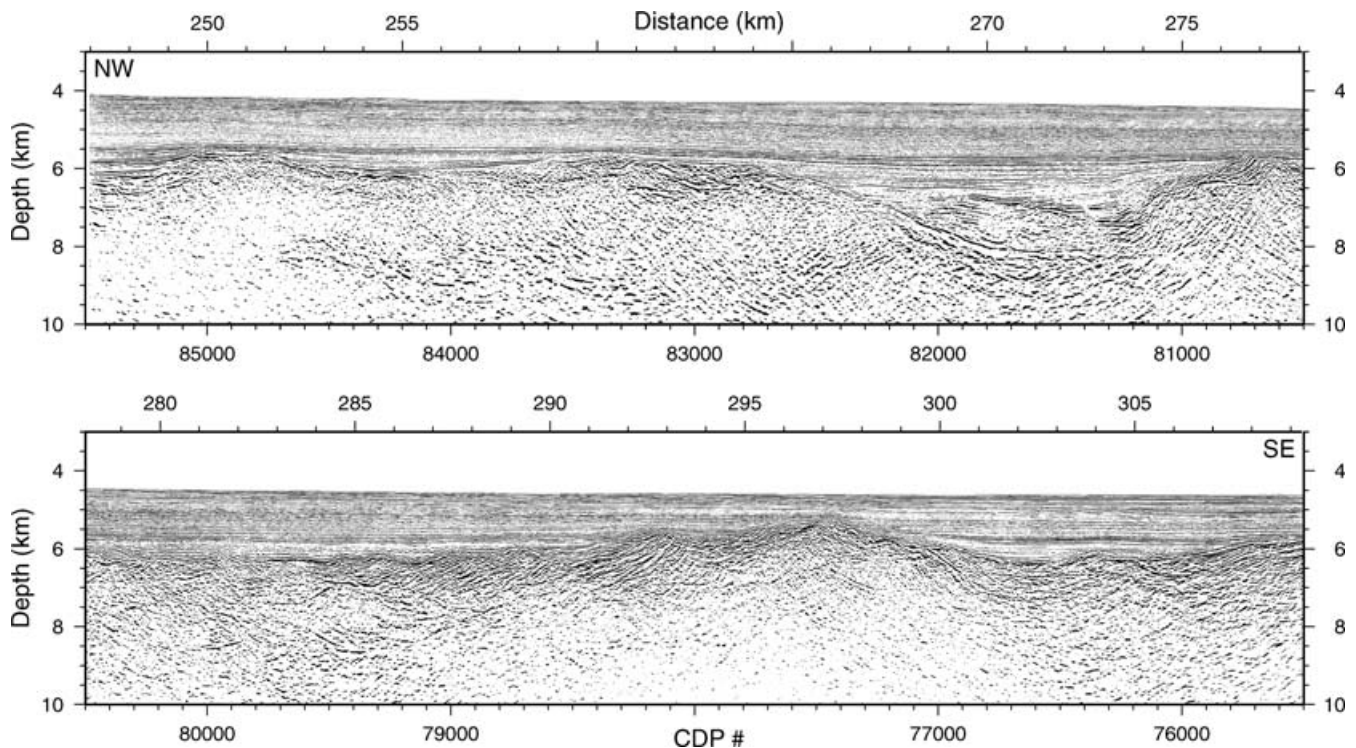 250 255 Distance (km) 270 275
NW
4 4
6 6
8 8
10 10
Depth (km)
85000 84000 83000 82000 81000
280 285 290 295 300 305
SE
4 4
6 6
8 8
10 10
Depth (km)
80000 79000 CDP # 77000 76000